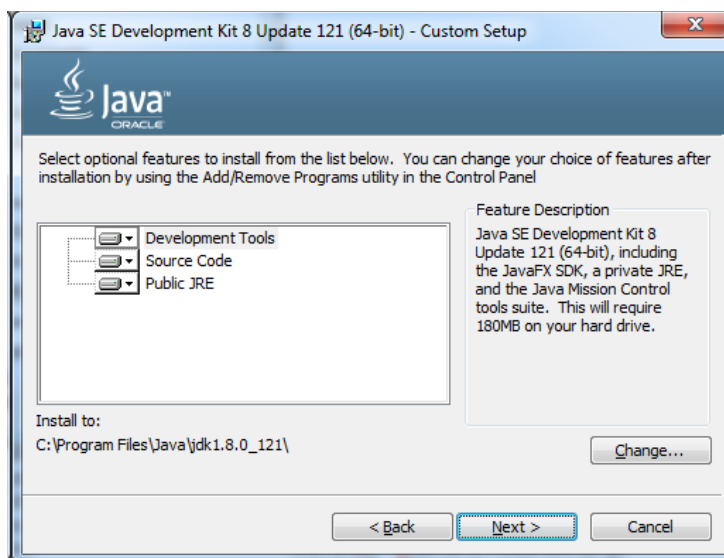 Java SE Development Kit 8 Update 121 (64-bit) - Custom Setup
Java™
ORACLE
Select optional features to install from the list below. You can change your choice of features after
installation by using the Add/Remove Programs utility in the Control Panel
Development Tools
Source Code
Public JRE
Feature Description
Java SE Development Kit 8
Update 121 (64-bit), including
the JavaFX SDK, a private JRE,
and the Java Mission Control
tools suite. This will require
180MB on your hard drive.
Install to:
C:\Program Files\Java\jdk1.8.0_121\
Change...
< Back
Next >
Cancel